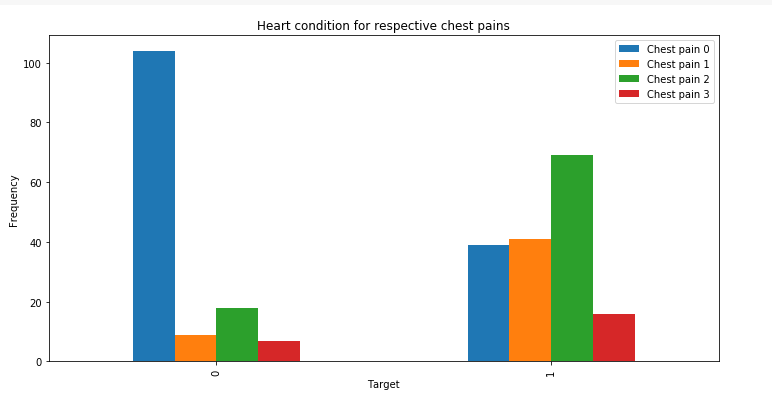 Heart condition for respective chest pains
Chest pain 0
Chest pain 1
Chest pain 2
Chest pain 3
Frequency
100
80
60
40
20
0
0
1
Target